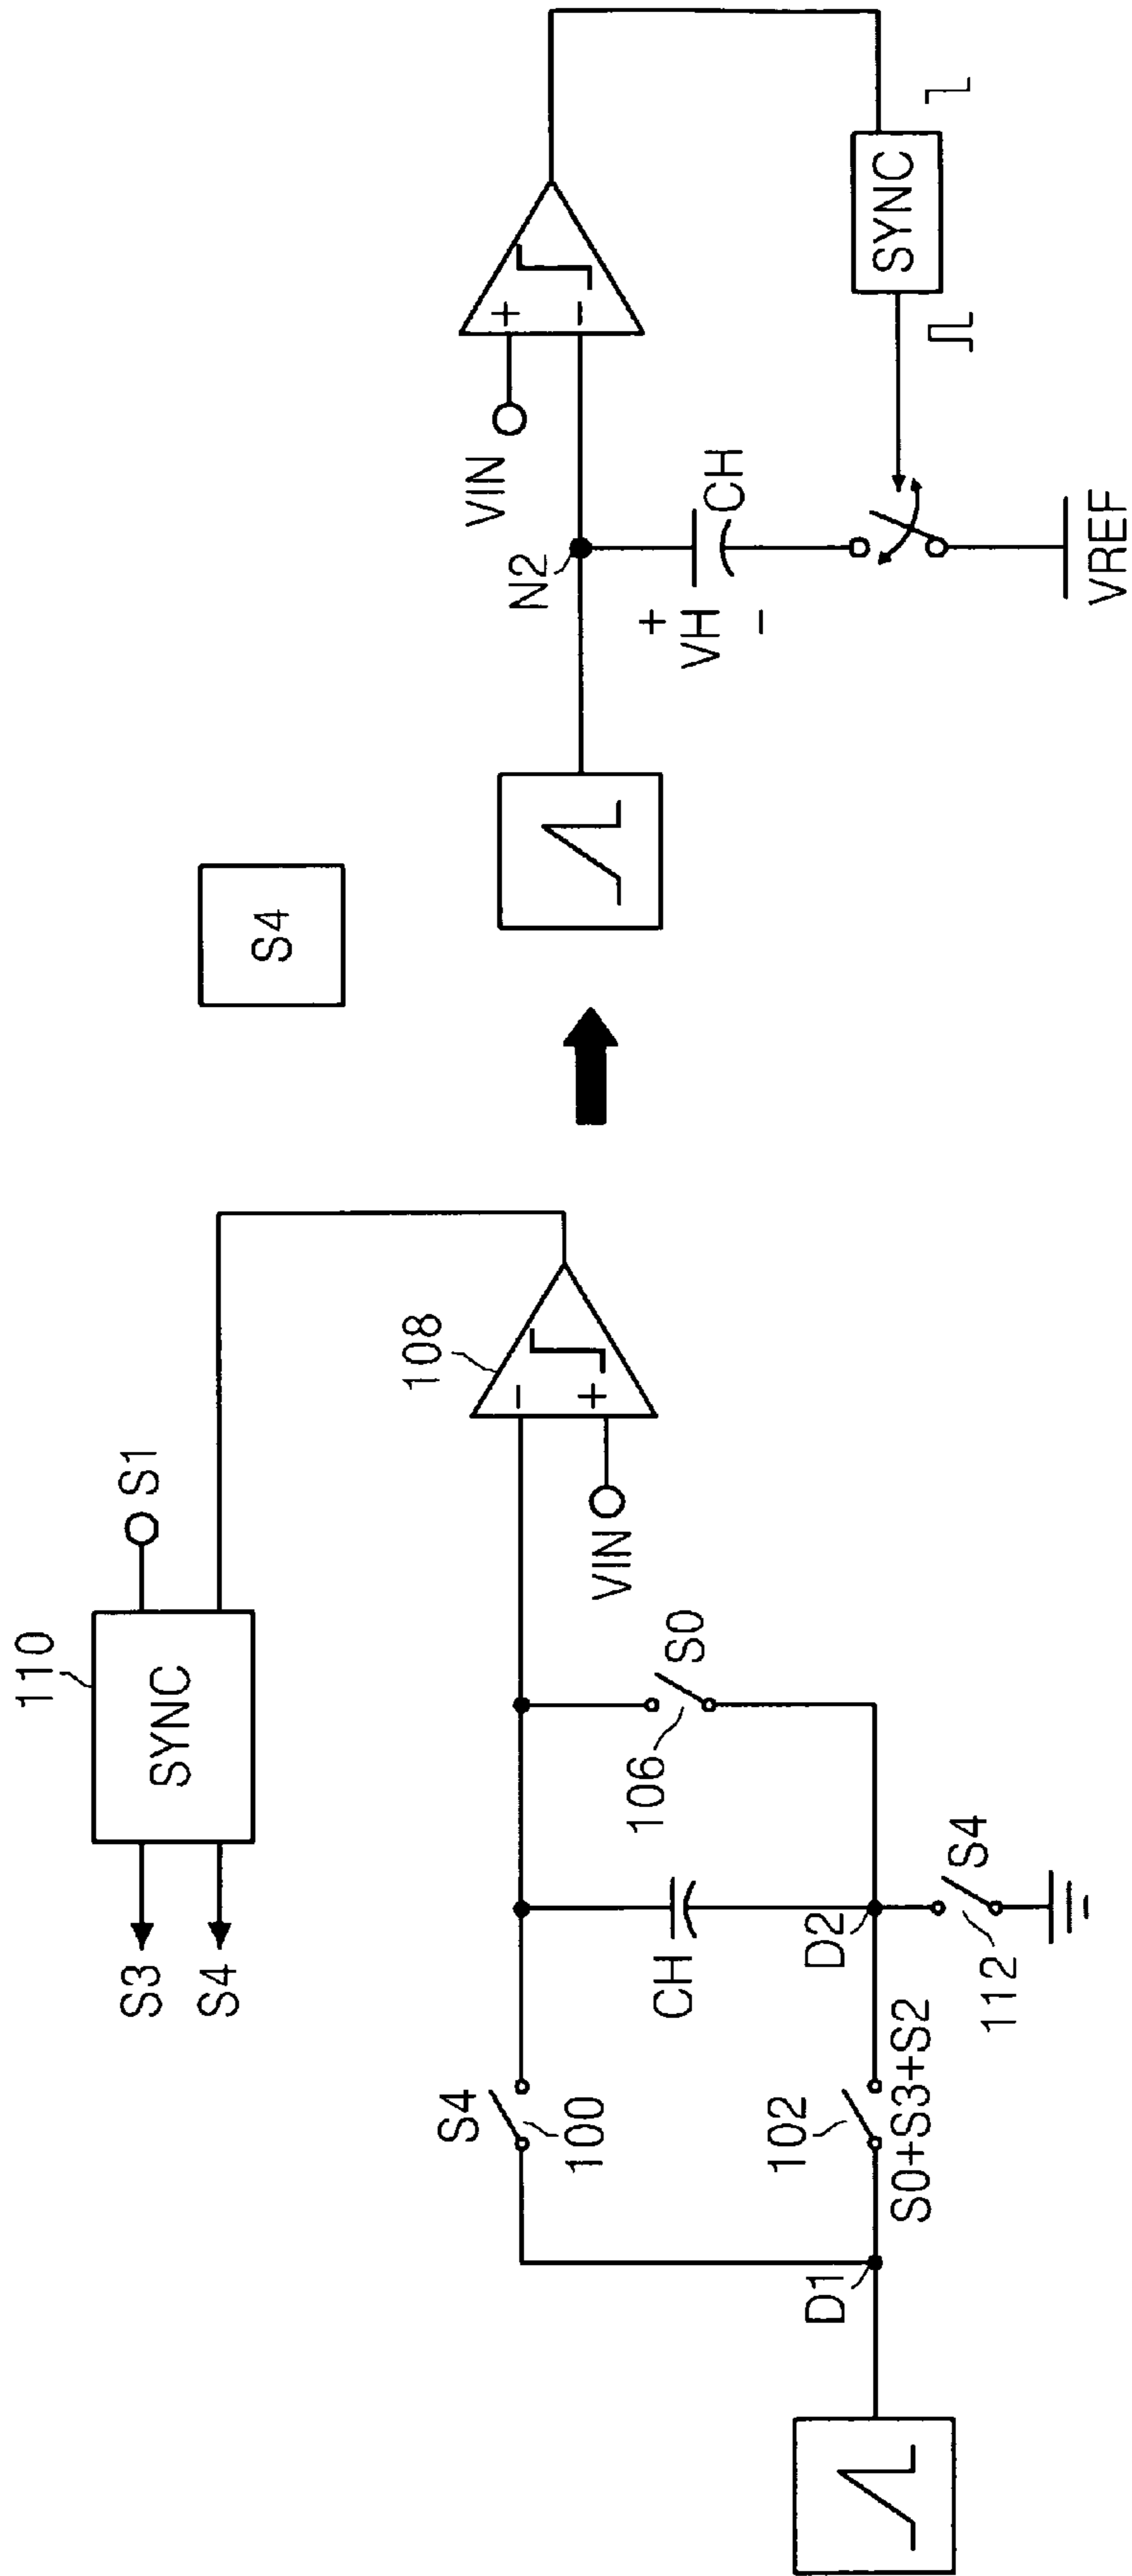 110
SYNC
S1
S3
S4
108
-
+
VIN
S4
100
CH
106
S0
D1
102
S0+S3+S2
D2
112
S4
S4
VIN
+
-
N2
+
VH
-
CH
SYNC
VREF